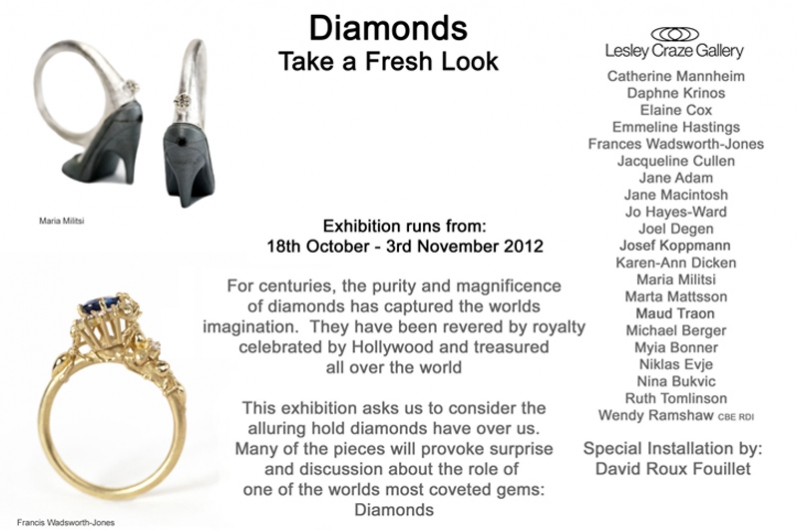 Diamonds
Take a Fresh Look
Maria Militsi
Exhibition runs from:
18th October - 3rd November 2012
For centuries, the purity and magnificence
of diamonds has captured the worlds
imagination. They have been revered by royalty
celebrated by Hollywood and treasured
all over the world
This exhibition asks us to consider the
alluring hold diamonds have over us.
Many of the pieces will provoke surprise
and discussion about the role of
one of the worlds most coveted gems:
Diamonds
Francis Wadsworth-Jones
Lesley Craze Gallery
Catherine Mannheim
Daphne Krinos
Elaine Cox
Emmeline Hastings
Frances Wadsworth-Jones
Jacqueline Cullen
Jane Adam
Jane Macintosh
Jo Hayes-Ward
Joel Degen
Josef Koppmann
Karen-Ann Dicken
Maria Militsi
Marta Mattsson
Maud Traon
Michael Berger
Myia Bonner
Niklas Evje
Nina Bukvic
Ruth Tomlinson
Wendy Ramshaw CBE RDI
Special Installation by:
David Roux Fouillet